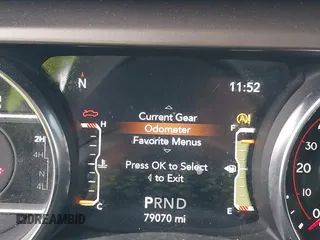 N
11:52
Current Gear
H
Odometer
F
2H
Favorite Menus
4H
N
Press OK to Select
to Exit
4L
C
PRND
E
79070 mi
DREAMBID
30
20
10
0